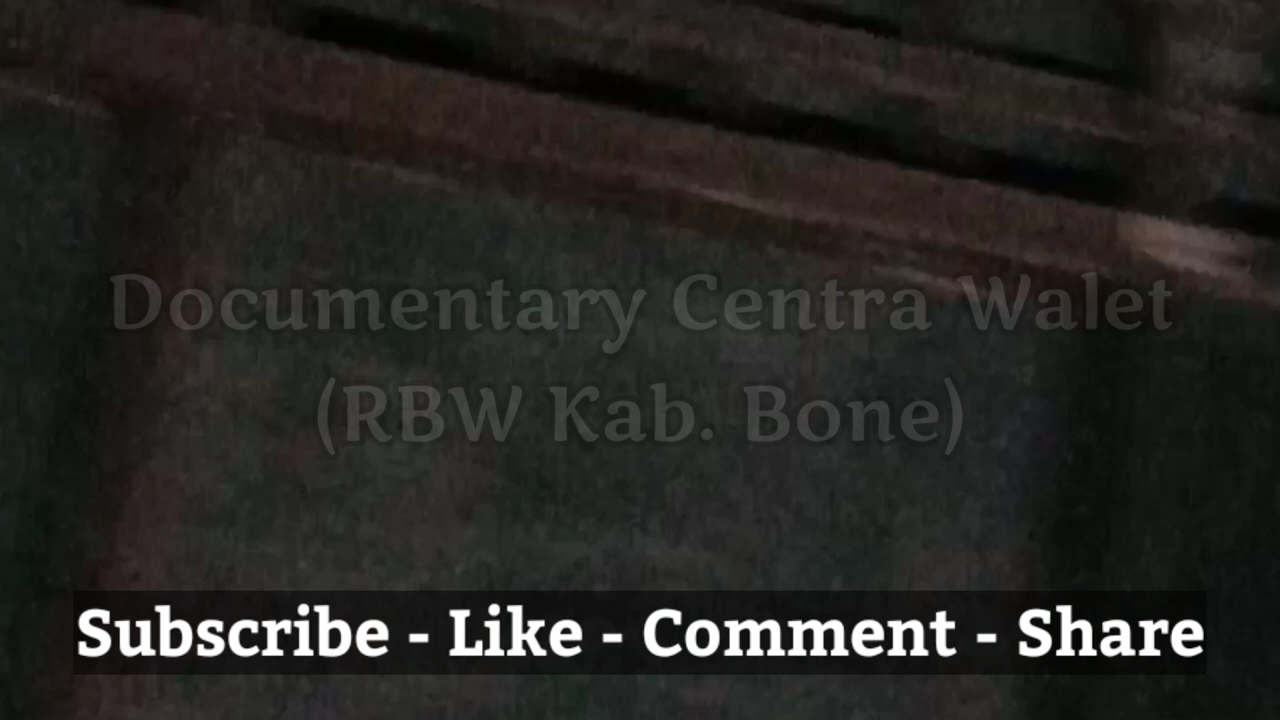 Documentary Centra Walet
(RBW Kab. Bone)
Subscribe - Like - Comment - Share